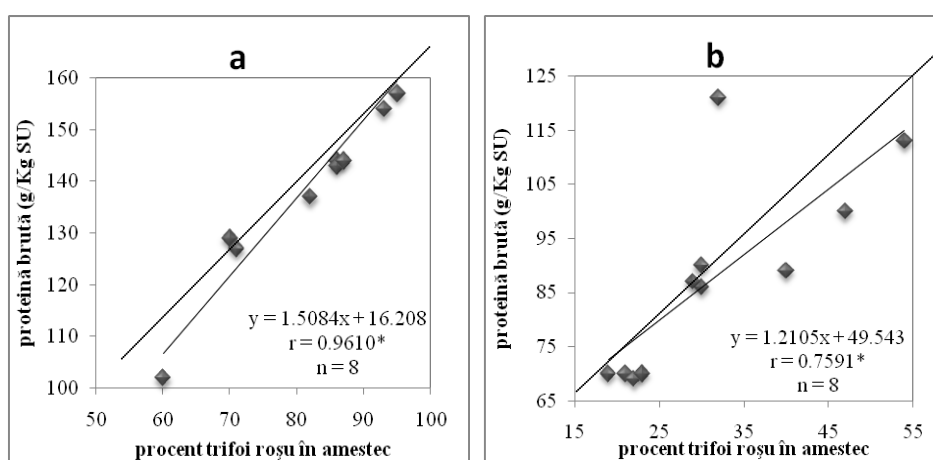 a
proteină brută (g/Kg SU)
160
150
140
130
120
110
100
50 60 70 80 90 100
y = 1.5084x + 16.208
r = 0.9610*
n = 8
procent trifoi roşu în amestec
b
proteină brută (g/Kg SU)
125
115
105
95
85
75
65
15 25 35 45 55
y = 1.2105x + 49.543
r = 0.7591*
n = 8
procent trifoi roşu în amestec